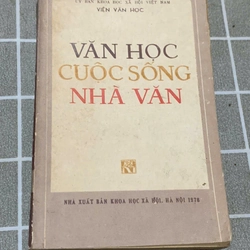 ỦY BAN KHOA HỌC XÃ HỘI VIỆT NAM
VIỆN VĂN HỌC
VĂN HỌC
CUỘC SỐNG
NHÀ VĂN
NHÀ XUẤT BẢN KHOA HỌC XÃ HỘI, HÀ NỘI 1978